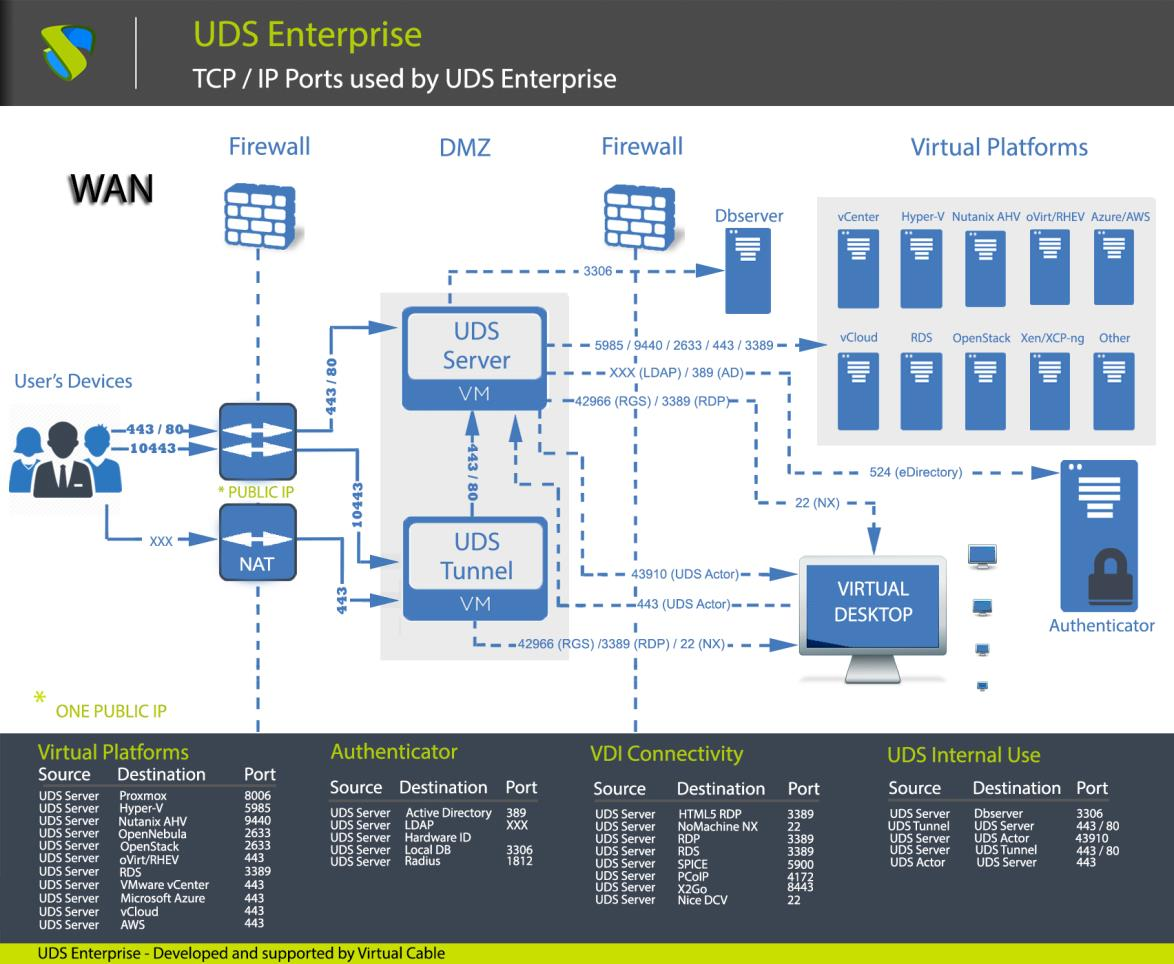 UDS Enterprise
TCP / IP Ports used by UDS Enterprise
Firewall
DMZ
Firewall
Virtual Platforms
WAN
Dbserver
vCenter
Hyper-V
Nutanix AHV
oVirt/RHEV
Azure/AWS
3306
UDS
Server
VM
5985 / 9440 / 2633 / 443 / 3389
vCloud
RDS
OpenStack
Xen/XCP-ng
Other
XXX (LDAP) / 389 (AD)
42966 (RGS) / 3389 (RDP)
User's Devices
443 / 80
443 / 80
10443
* PUBLIC IP
443 / 80
10443
524 (eDirectory)
22 (NX)
XXX
NAT
443
UDS
Tunnel
VM
43910 (UDS Actor)
443 (UDS Actor)
42966 (RGS) /3389 (RDP) / 22 (NX)
VIRTUAL
DESKTOP
Authenticator
* ONE PUBLIC IP
Virtual Platforms
Source Destination Port
UDS Server Proxmox 8006
UDS Server Hyper-V 5985
UDS Server Nutanix AHV 9440
UDS Server OpenNebula 2633
UDS Server OpenStack 2633
UDS Server oVirt/RHEV 443
UDS Server RDS 3389
UDS Server VMware vCenter 443
UDS Server Microsoft Azure 443
UDS Server vCloud 443
UDS Server AWS 443
Authenticator
Source Destination Port
UDS Server Active Directory 389
UDS Server LDAP XXX
UDS Server Hardware ID
UDS Server Local DB 3306
UDS Server Radius 1812
VDI Connectivity
Source Destination Port
UDS Server HTML5 RDP 3389
UDS Server NoMachine NX 22
UDS Server RDP 3389
UDS Server RDS 3389
UDS Server SPICE 5900
UDS Server PCoIP 4172
UDS Server X2Go 8443
UDS Server Nice DCV 22
UDS Internal Use
Source Destination Port
UDS Server Dbserver 3306
UDS Tunnel UDS Server 443 / 80
UDS Server UDS Actor 43910
UDS Server UDS Tunnel 443 / 80
UDS Actor UDS Server 443
UDS Enterprise - Developed and supported by Virtual Cable